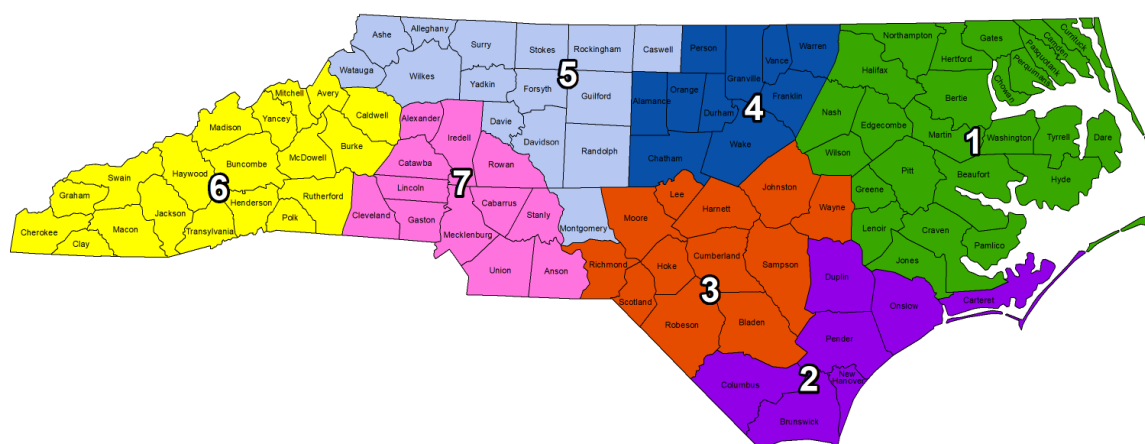 Alleghany
Ashe
Surry
Stokes
Rockingham
Caswell
Person
Vance
Warren
Granville
Northampton
Gates
Currituck
Camden
Pasquotank
Perquimans
Chowan
Hertford
Halifax
Watauga
Wilkes
Yadkin
Forsyth
Guilford
5
Alamance
Orange
Durham
Franklin
4
Nash
Bertie
Edgecombe
Martin
1
Washington
Tyrrell
Dare
Mitchell
Avery
Caldwell
Yancey
Madison
Alexander
Iredell
Davie
Davidson
Randolph
Chatham
Wake
Wilson
Pitt
Beaufort
Hyde
Buncombe
McDowell
Burke
Catawba
Rowan
Haywood
Swain
6
7
Graham
Jackson
Henderson
Rutherford
Polk
Lincoln
Cleveland
Gaston
Cabarrus
Stanly
Montgomery
Moore
Lee
Harnett
Johnston
Wayne
Greene
Lenoir
Craven
Pamlico
Jones
Cherokee
Clay
Macon
Transylvania
Mecklenburg
Union
Anson
Richmond
Hoke
Cumberland
Sampson
3
Scotland
Robeson
Bladen
Duplin
Onslow
Carteret
Pender
Columbus
2
New
Hanover
Brunswick